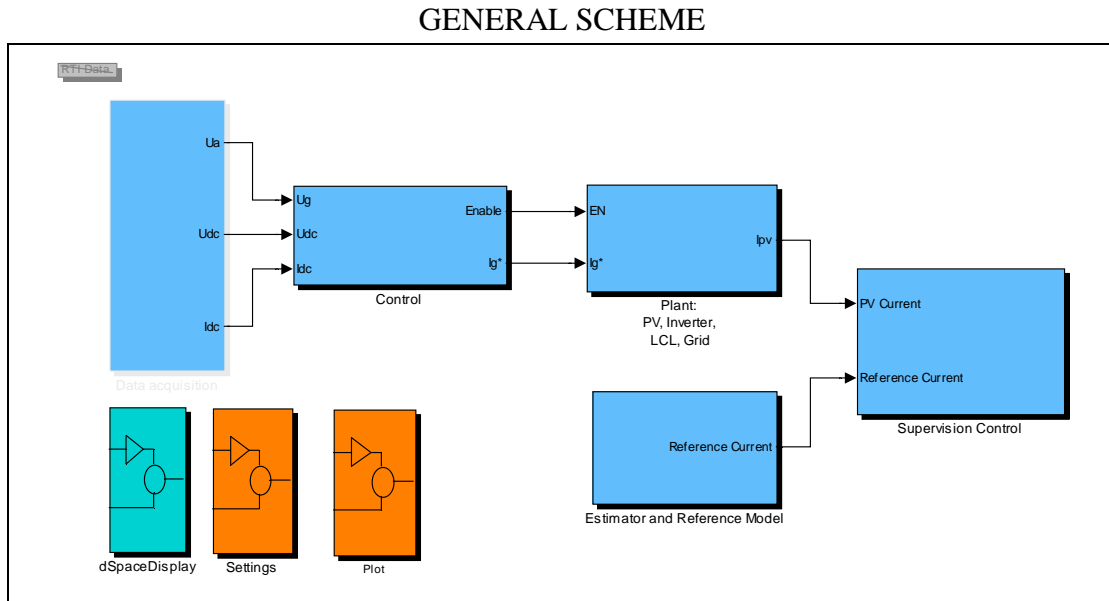 GENERAL SCHEME
RTI Data
Ua
Udc
Idc
Data acquisition
Ug
Udc
Idc
Enable
Ig*
Control
EN
Ig*
Ipv
Plant:
PV, Inverter,
LCL, Grid
PV Current
Reference Current
Supervision Control
Reference Current
Estimator and Reference Model
dSpaceDisplay
Settings
Plot